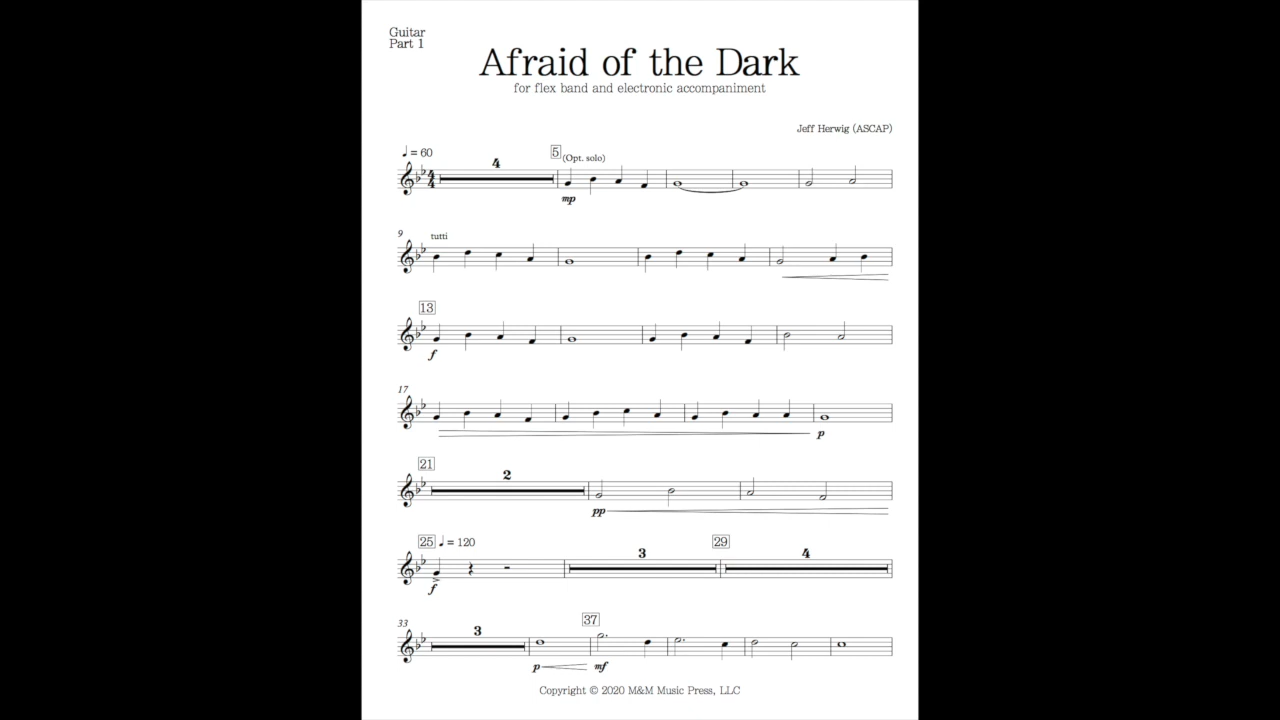 Guitar
Part 1
Afraid of the Dark
for flex band and electronic accompaniment
Jeff Herwig (ASCAP)
♩ = 60
4
5
(Opt. solo)
mp
9
tutti
13
f
17
p
21
2
pp
25 ♩ = 120
3
29
4
f
33
3
37
p
mf
Copyright © 2020 M&M Music Press, LLC